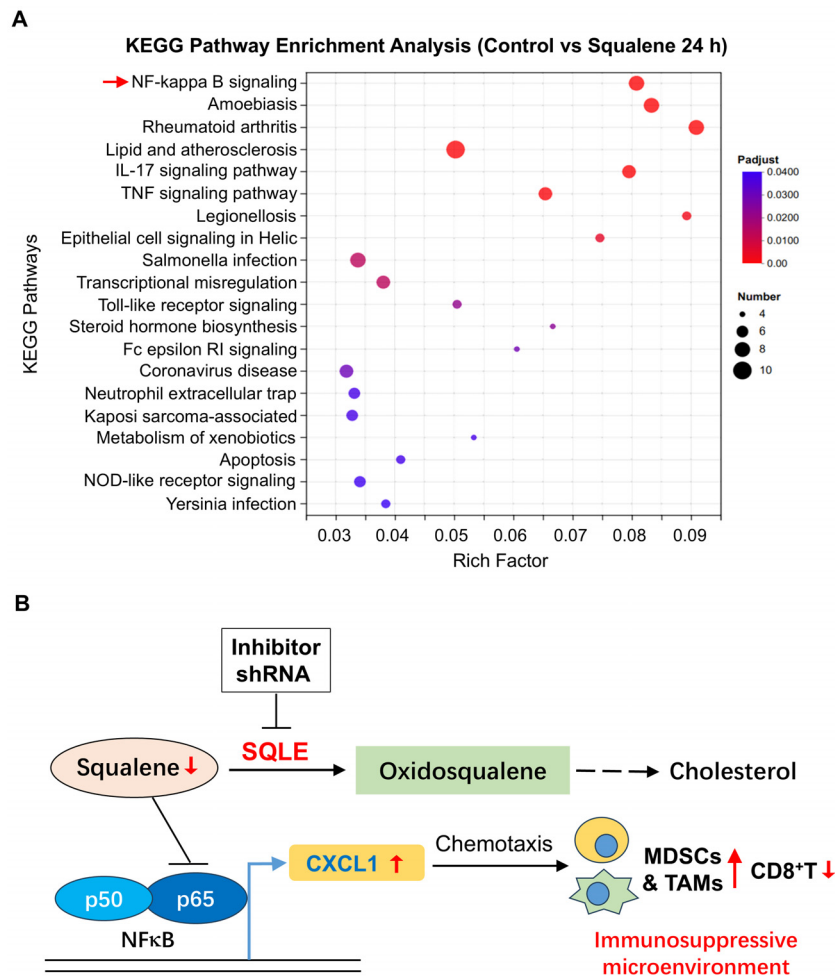 A
KEGG Pathway Enrichment Analysis (Control vs Squalene 24 h)
KEGG Pathways
NF-kappa B signaling
Amoebiasis
Rheumatoid arthritis
Lipid and atherosclerosis
IL-17 signaling pathway
TNF signaling pathway
Legionellosis
Epithelial cell signaling in Helic
Salmonella infection
Transcriptional misregulation
Toll-like receptor signaling
Steroid hormone biosynthesis
Fc epsilon RI signaling
Coronavirus disease
Neutrophil extracellular trap
Kaposi sarcoma-associated
Metabolism of xenobiotics
Apoptosis
NOD-like receptor signaling
Yersinia infection
0.03 0.04 0.05 0.06 0.07 0.08 0.09
Rich Factor
Padjust
0.0400
0.0300
0.0200
0.0100
0.00
Number
4
6
8
10
B
Inhibitor
shRNA
Squalene↓
SQLE
Oxidosqualene
Cholesterol
p50
p65
NFκB
CXCL1 ↑
Chemotaxis
MDSCs
& TAMs
↑
CD8⁺T↓
Immunosuppressive
microenvironment